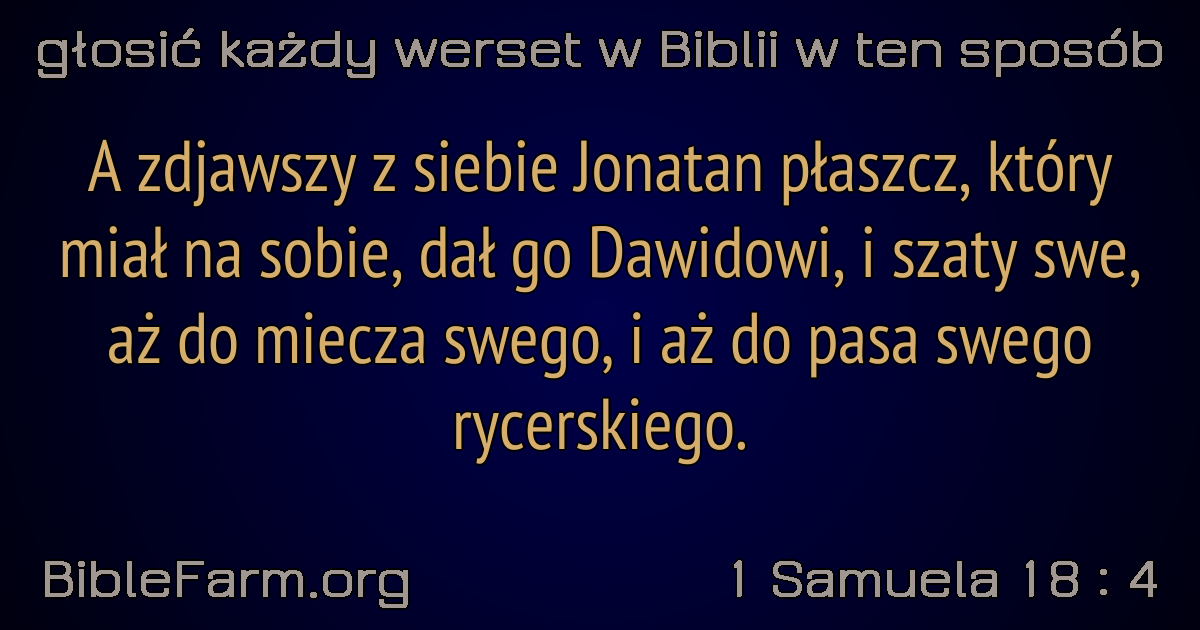 głosić każdy werset w Biblii w ten sposób
A zdjawszy z siebie Jonatan płaszcz, który
miał na sobie, dał go Dawidowi, i szaty swe,
aż do miecza swego, i aż do pasa swego
rycerskiego.
BibleFarm.org
1 Samuela 18 : 4